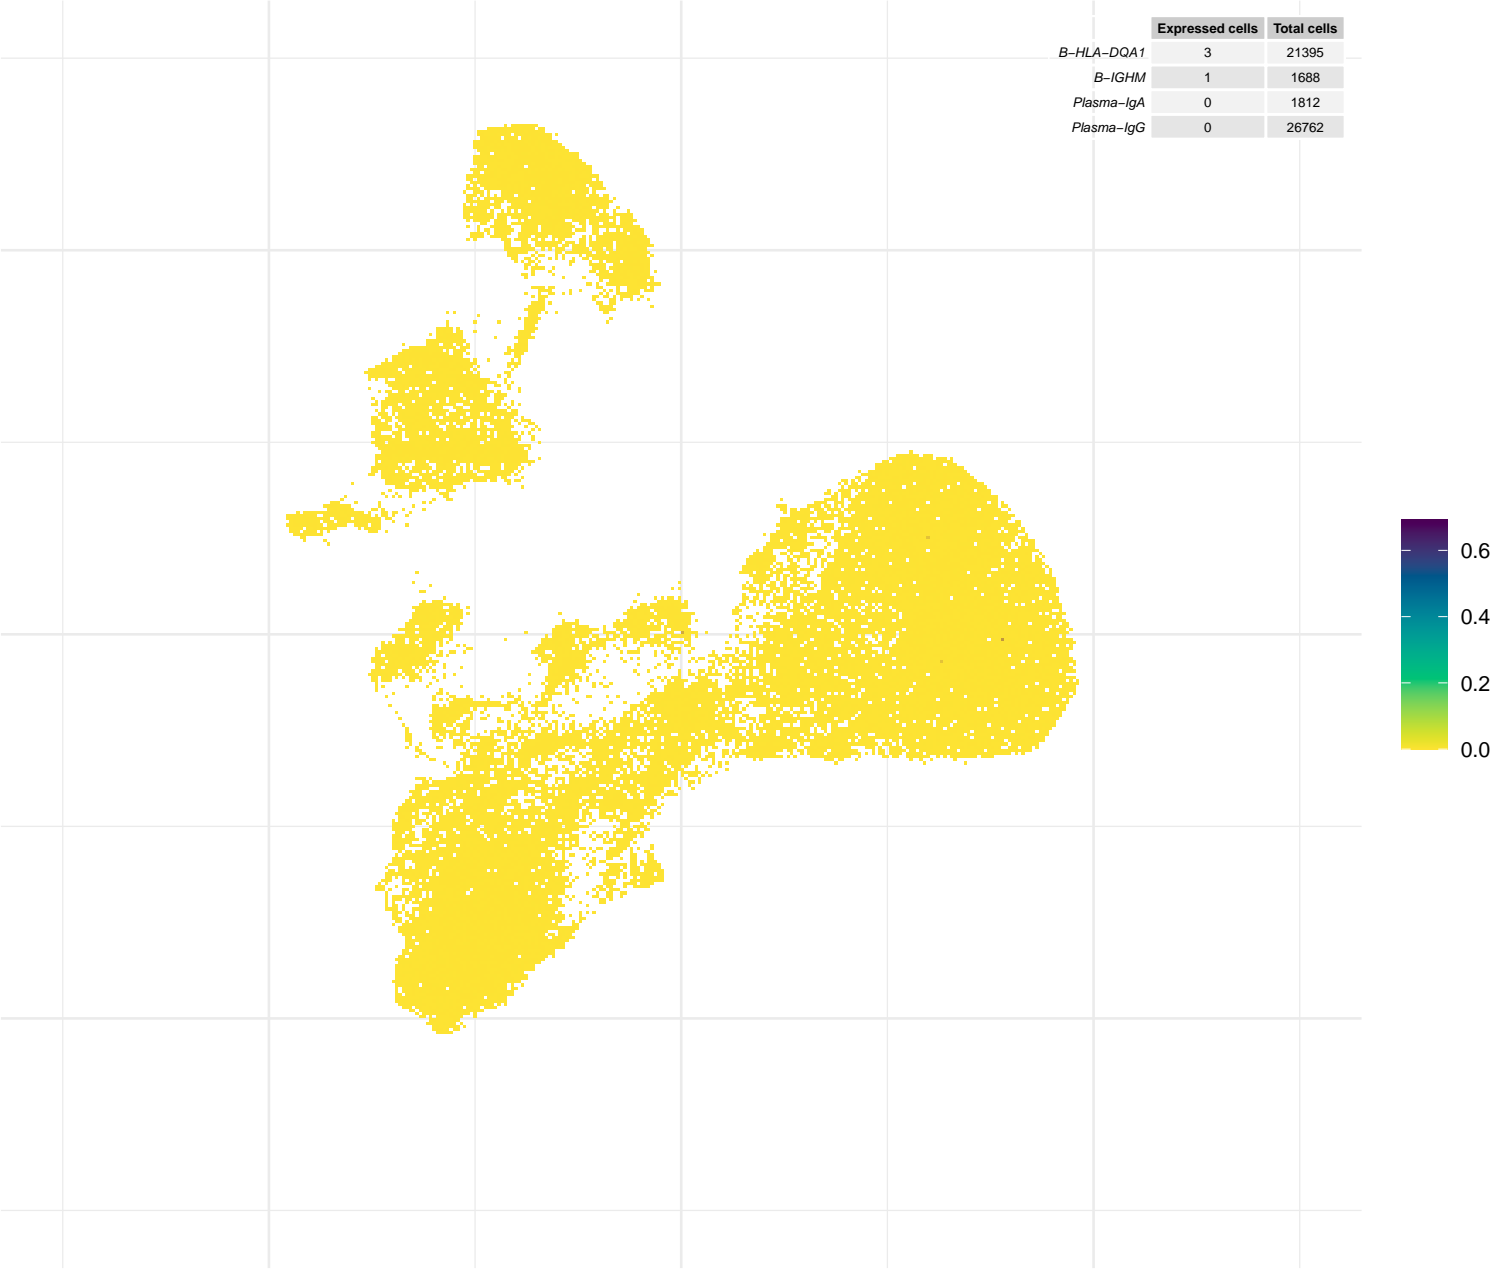 Expressed cells Total cells
B−HLA−DQA1 3 21395
B−IGHM 1 1688
Plasma−IgA 0 1812
Plasma−IgG 0 26762
0.6
0.4
0.2
0.0